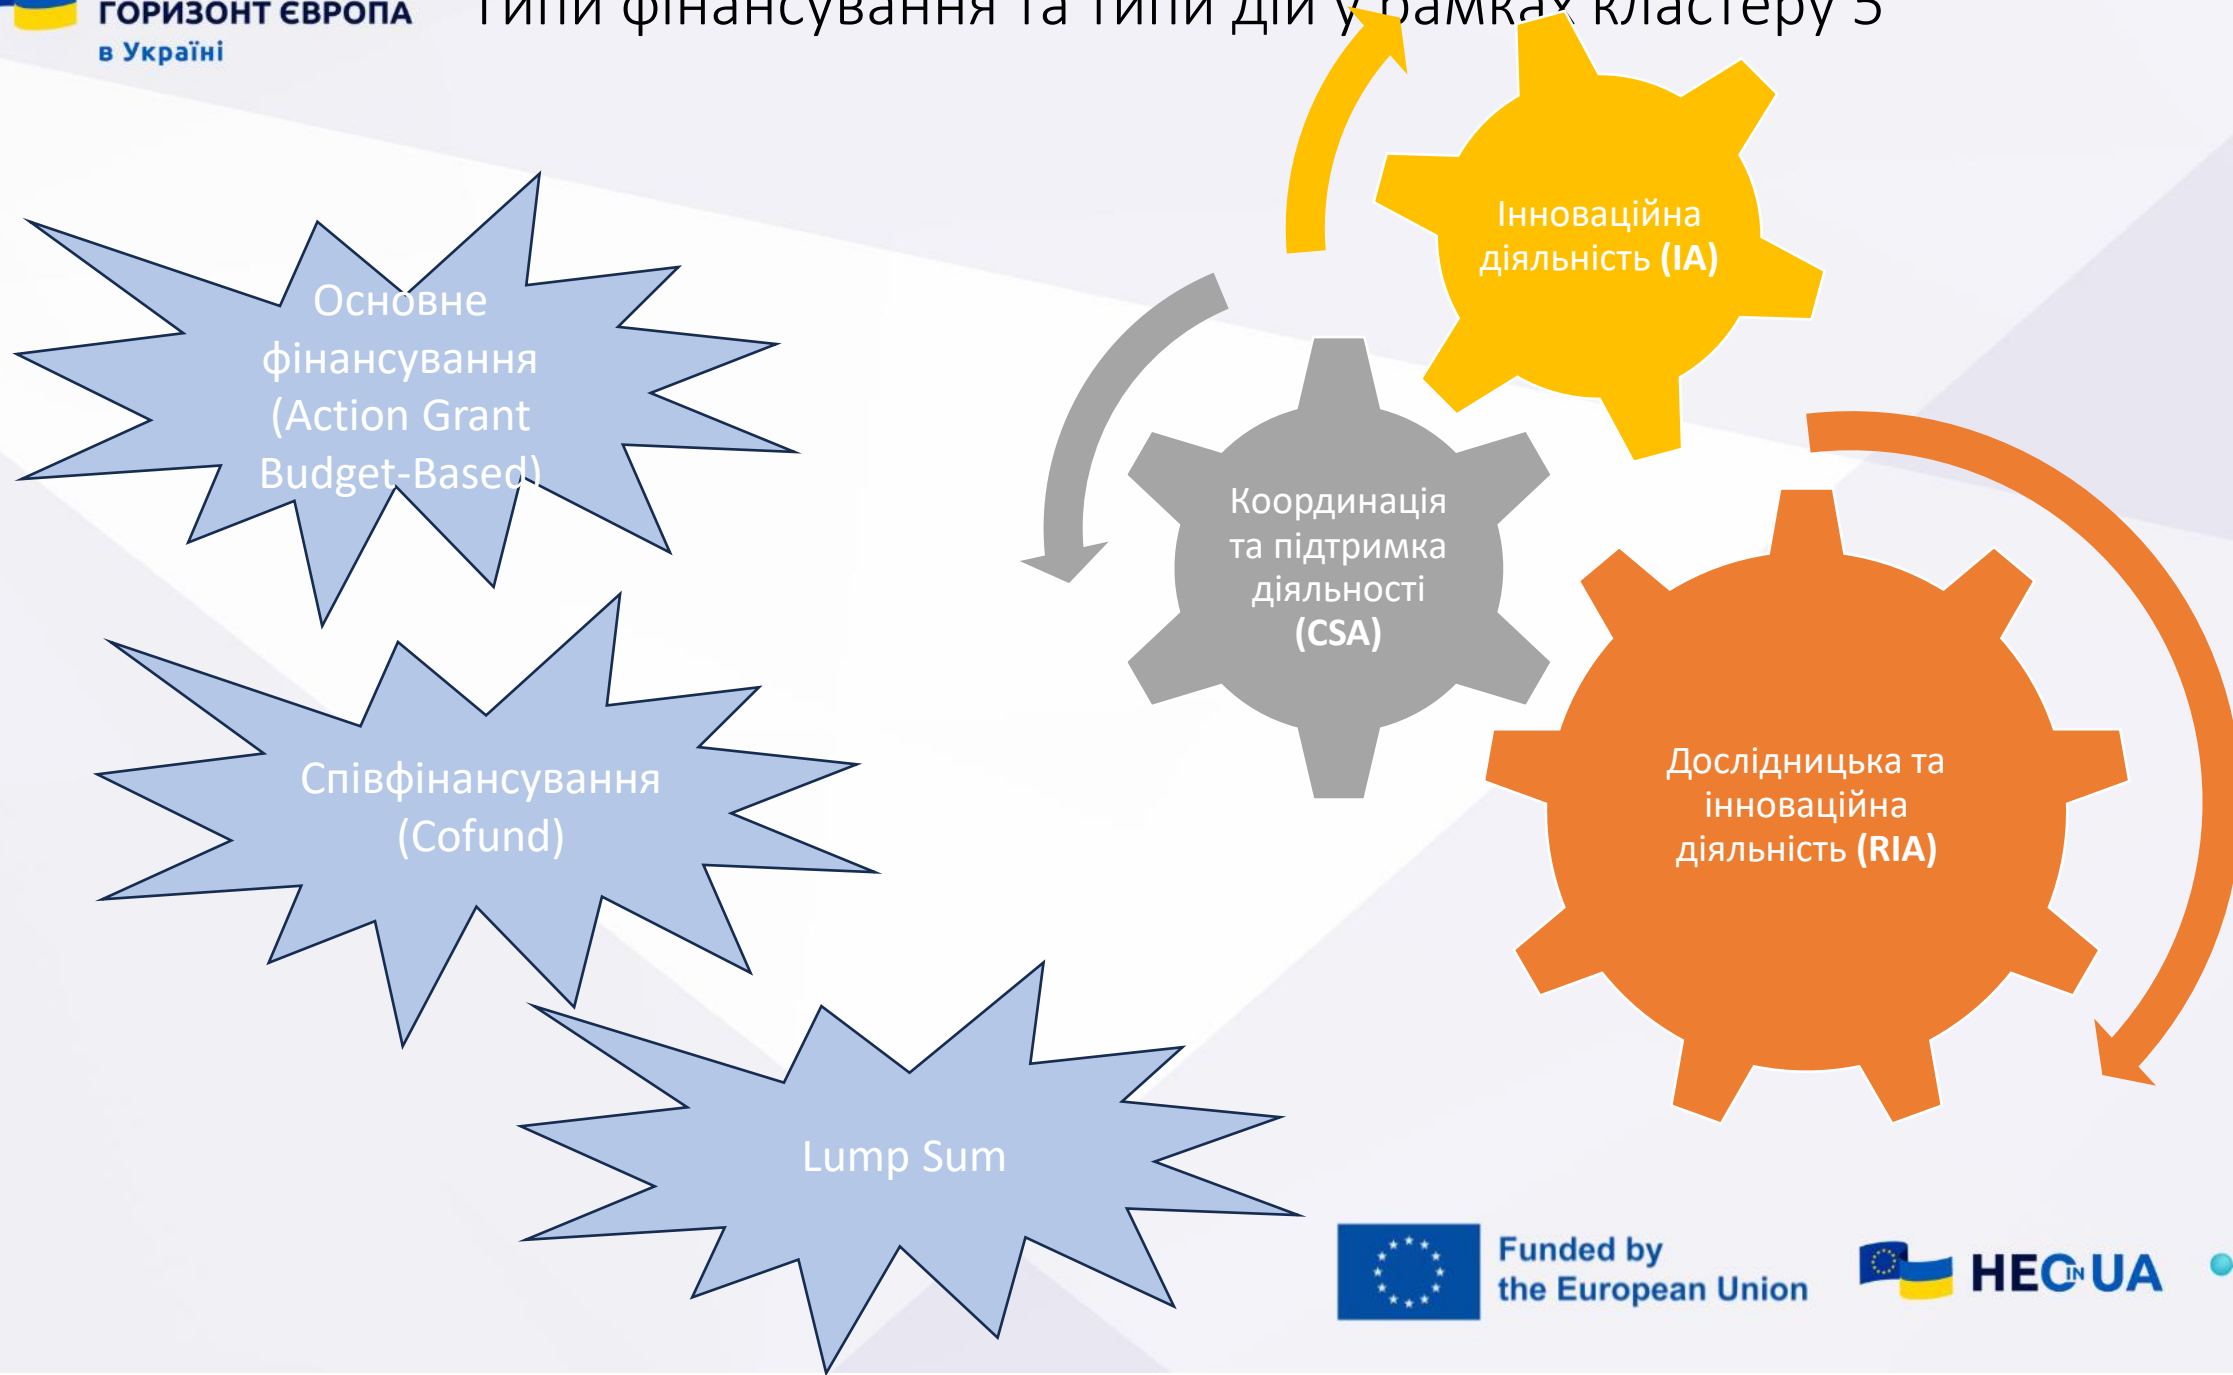 ГОРИЗОНТ ЄВРОПА
в Україні
Типи фінансування та типи дій у рамках кластеру 5
Основне
фінансування
(Action Grant
Budget-Based)
Співфінансування
(Cofund)
Lump Sum
Інноваційна
діяльність (IA)
Координація
та підтримка
діяльності
(CSA)
Дослідницька та
інноваційна
діяльність (RIA)
Funded by
the European Union
HEO IN UA